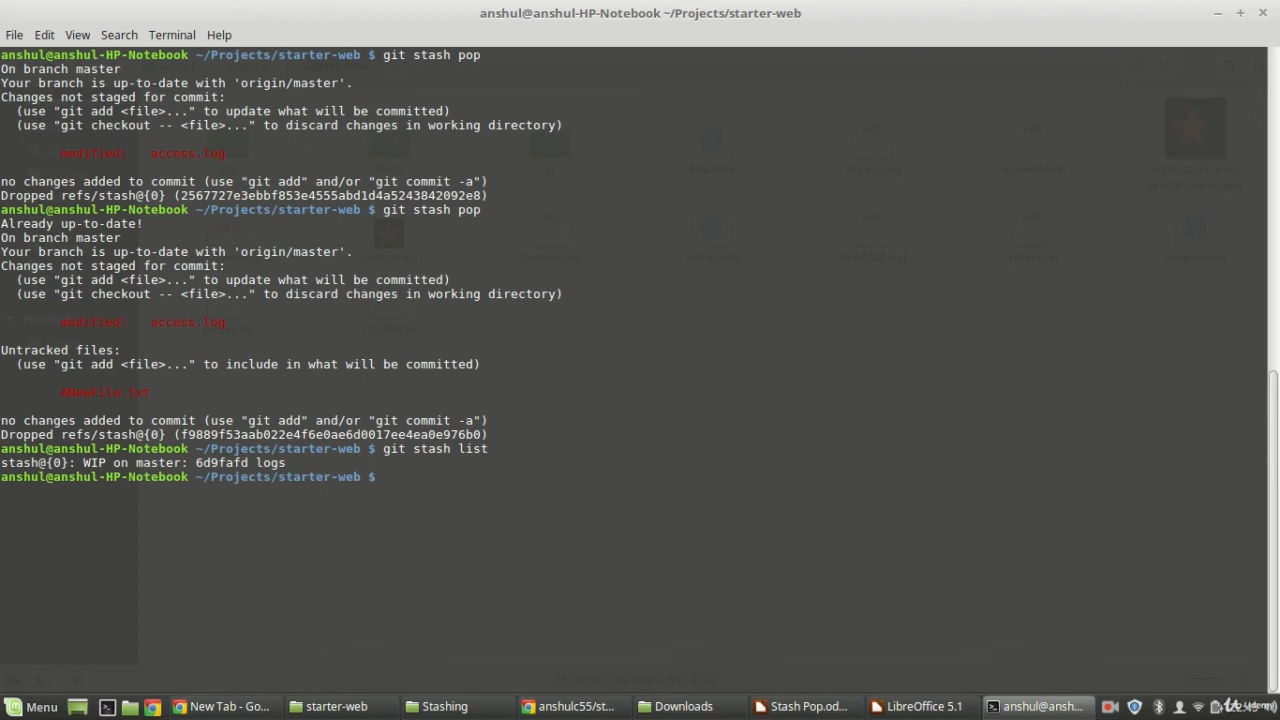 anshul@anshul-HP-Notebook ~/Projects/starter-web
File Edit View Search Terminal Help
anshul@anshul-HP-Notebook ~/Projects/starter-web $ git stash pop
On branch master
Your branch is up-to-date with 'origin/master'.
Changes not staged for commit:
  (use "git add <file>..." to update what will be committed)
  (use "git checkout -- <file>..." to discard changes in working directory)
        modified:   access.log
no changes added to commit (use "git add" and/or "git commit -a")
Dropped refs/stash@{0} (2567727e3ebbf853e4555abd1d4a5243842092e8)
anshul@anshul-HP-Notebook ~/Projects/starter-web $ git stash pop
Already up-to-date!
On branch master
Your branch is up-to-date with 'origin/master'.
Changes not staged for commit:
  (use "git add <file>..." to update what will be committed)
  (use "git checkout -- <file>..." to discard changes in working directory)
        modified:   access.log
Untracked files:
  (use "git add <file>..." to include in what will be committed)
        ANewFile.txt
no changes added to commit (use "git add" and/or "git commit -a")
Dropped refs/stash@{0} (f9889f53aab022e4f6e0ae6d0017ee4ea0e976b0)
anshul@anshul-HP-Notebook ~/Projects/starter-web $ git stash list
stash@{0}: WIP on master: 6d9fafd logs
anshul@anshul-HP-Notebook ~/Projects/starter-web $
Menu New Tab - Go... starter-web Stashing anshulc55/st... Downloads Stash Pop.od... LibreOffice 5.1 anshul@ansh...